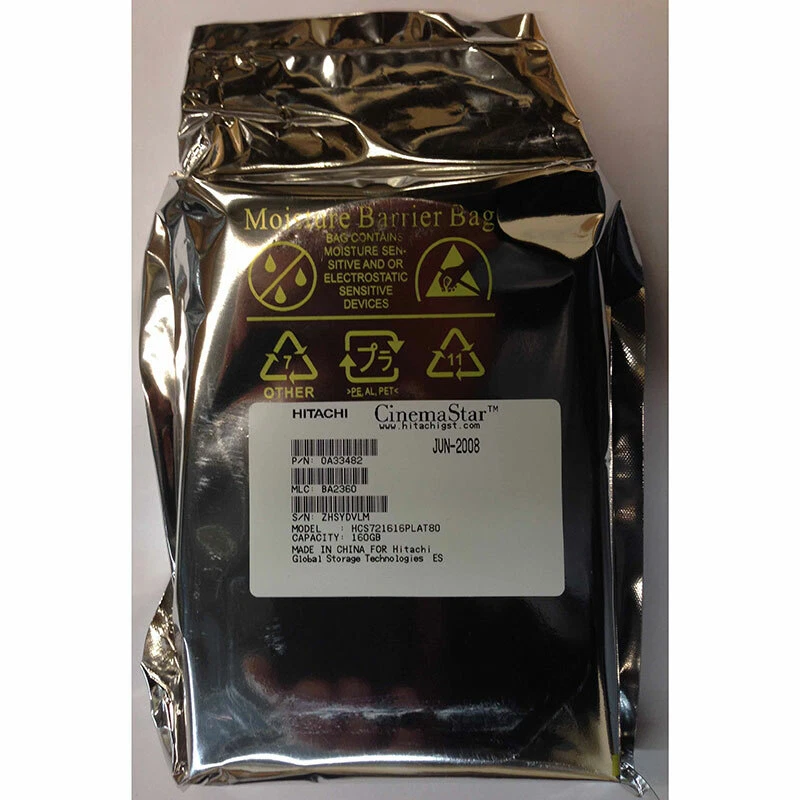 Moisture Barrier Bag
BAG CONTAINS
MOISTURE SEN-
SITIVE AND OR
ELECTROSTATIC
SENSITIVE
DEVICES
7
プラ
11
OTHER
>PE, AL, PET<
HITACHI CinemaStar™
www.hitachigst.com
JUN-2008
P/N: 0A33482
MLC: BA2360
S/N: ZHSYDVLM
MODEL : HCS721616PLAT80
CAPACITY: 160GB
MADE IN CHINA FOR Hitachi
Global Storage Technologies ES